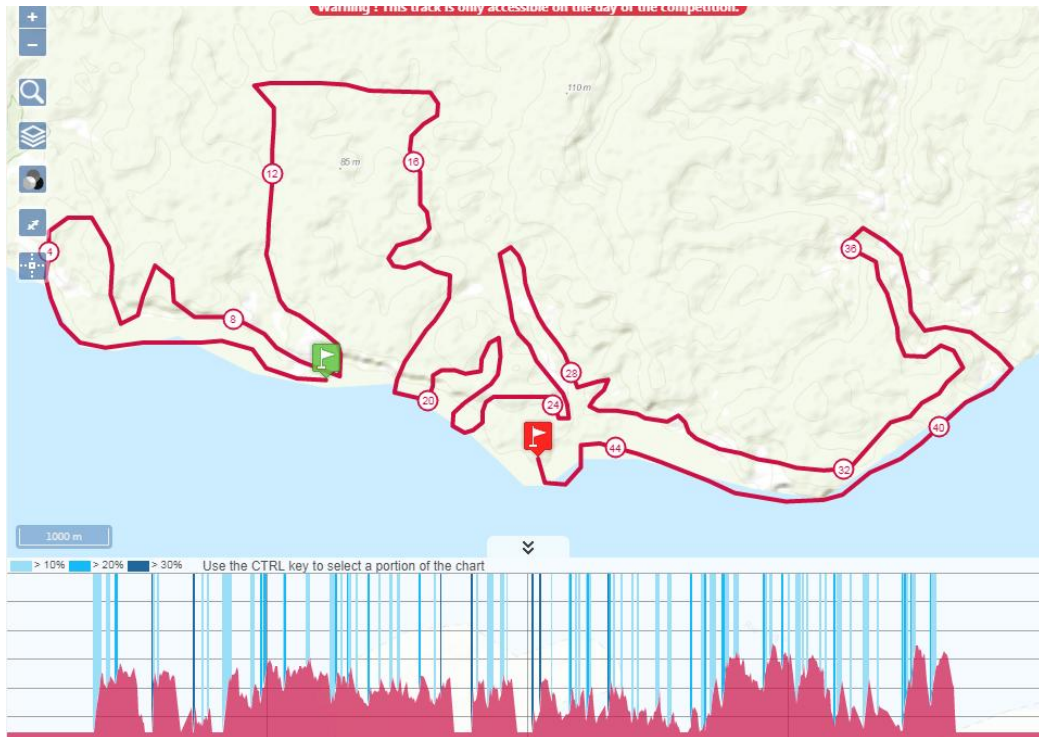 Warning ! This track is only accessible on the day of the competition.
+
−
110 m
85 m
12
16
4
36
8
28
20
24
40
44
32
1000 m
> 10% > 20% > 30% Use the CTRL key to select a portion of the chart